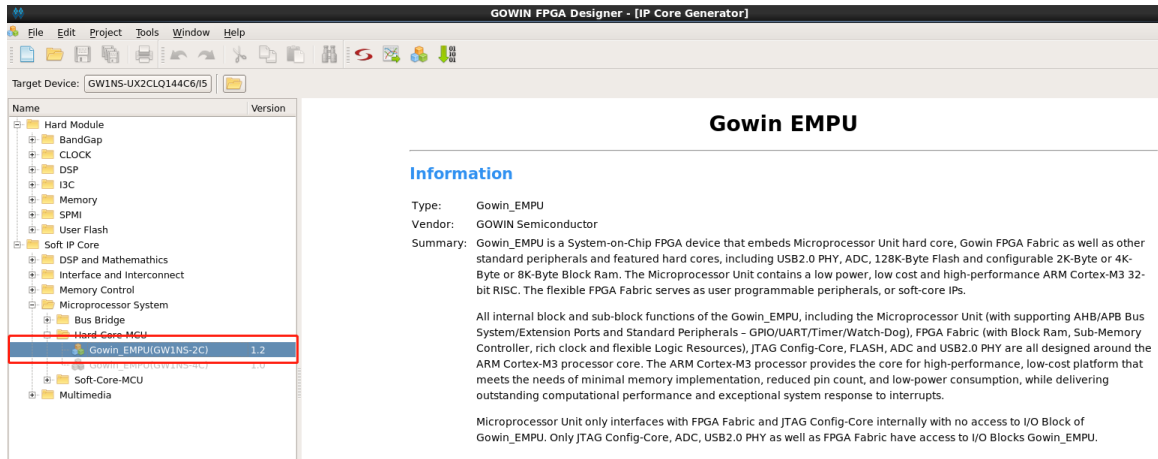 GOWIN FPGA Designer - [IP Core Generator]
File Edit Project Tools Window Help
Target Device: GW1NS-UX2CLQ144C6/I5
Name Version
Hard Module
BandGap
CLOCK
DSP
I3C
Memory
SPMI
User Flash
Soft IP Core
DSP and Mathemathics
Interface and Interconnect
Memory Control
Microprocessor System
Bus Bridge
Hard-Core-MCU
Gowin_EMPU(GW1NS-2C) 1.2
Gowin_EMPU(GW1NS-4C) 1.0
Soft-Core-MCU
Multimedia
Gowin EMPU
Information
Type: Gowin_EMPU
Vendor: GOWIN Semiconductor
Summary: Gowin_EMPU is a System-on-Chip FPGA device that embeds Microprocessor Unit hard core, Gowin FPGA Fabric as well as other
standard peripherals and featured hard cores, including USB2.0 PHY, ADC, 128K-Byte Flash and configurable 2K-Byte or 4K-
Byte or 8K-Byte Block Ram. The Microprocessor Unit contains a low power, low cost and high-performance ARM Cortex-M3 32-
bit RISC. The flexible FPGA Fabric serves as user programmable peripherals, or soft-core IPs.
All internal block and sub-block functions of the Gowin_EMPU, including the Microprocessor Unit (with supporting AHB/APB Bus
System/Extension Ports and Standard Peripherals – GPIO/UART/Timer/Watch-Dog), FPGA Fabric (with Block Ram, Sub-Memory
Controller, rich clock and flexible Logic Resources), JTAG Config-Core, FLASH, ADC and USB2.0 PHY are all designed around the
ARM Cortex-M3 processor core. The ARM Cortex-M3 processor provides the core for high-performance, low-cost platform that
meets the needs of minimal memory implementation, reduced pin count, and low-power consumption, while delivering
outstanding computational performance and exceptional system response to interrupts.
Microprocessor Unit only interfaces with FPGA Fabric and JTAG Config-Core internally with no access to I/O Block of
Gowin_EMPU. Only JTAG Config-Core, ADC, USB2.0 PHY as well as FPGA Fabric have access to I/O Blocks Gowin_EMPU.